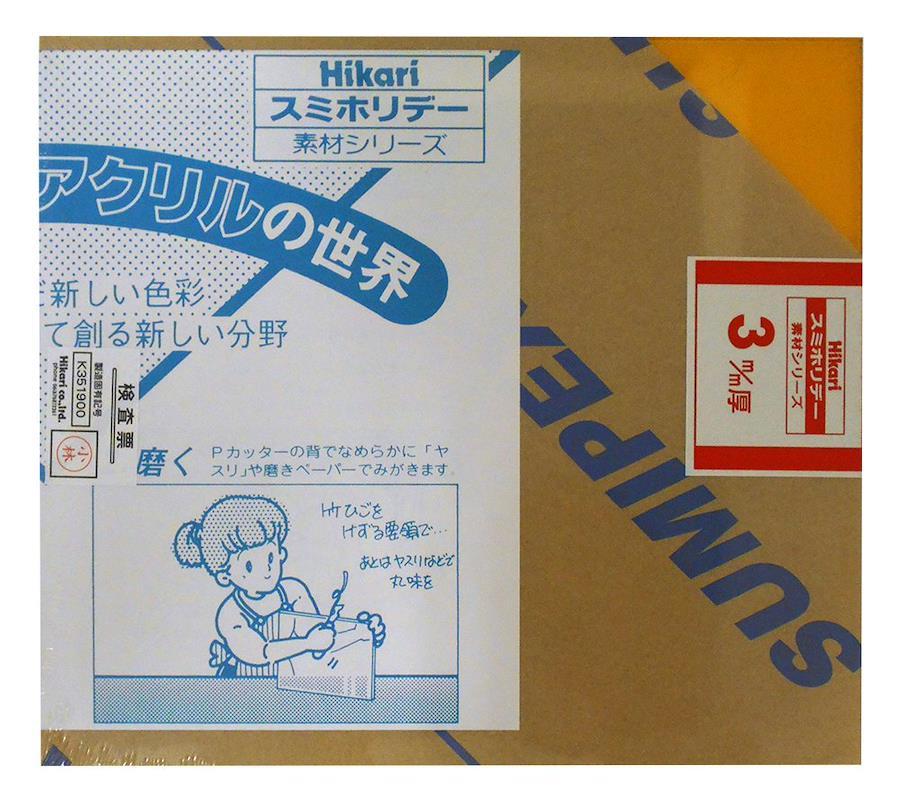 Hikari
スミホリデー
素材シリーズ
アクリルの世界
新しい色彩
て創る新しい分野
検査票
製造固有記号
K351900
Hikari co.,ltd.
小林
磨く
Pカッターの背でなめらかに「ヤ
スリ」や磨きペーパーでみがきます。
竹ひごを
けずる要領で…
あとはヤスリなどで
丸味を
SUMIPEX
Hikari
スミホリデー
素材シリーズ
3m/m厚